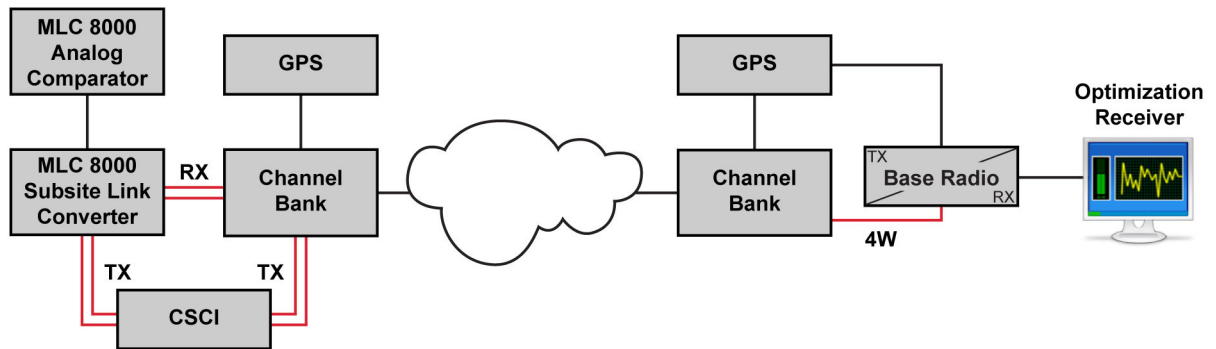 MLC 8000
Analog
Comparator
GPS
GPS
Optimization
Receiver
MLC 8000
Subsite Link
Converter
RX
Channel
Bank
Channel
Bank
TX
Base Radio
RX
4W
TX
TX
CSCI